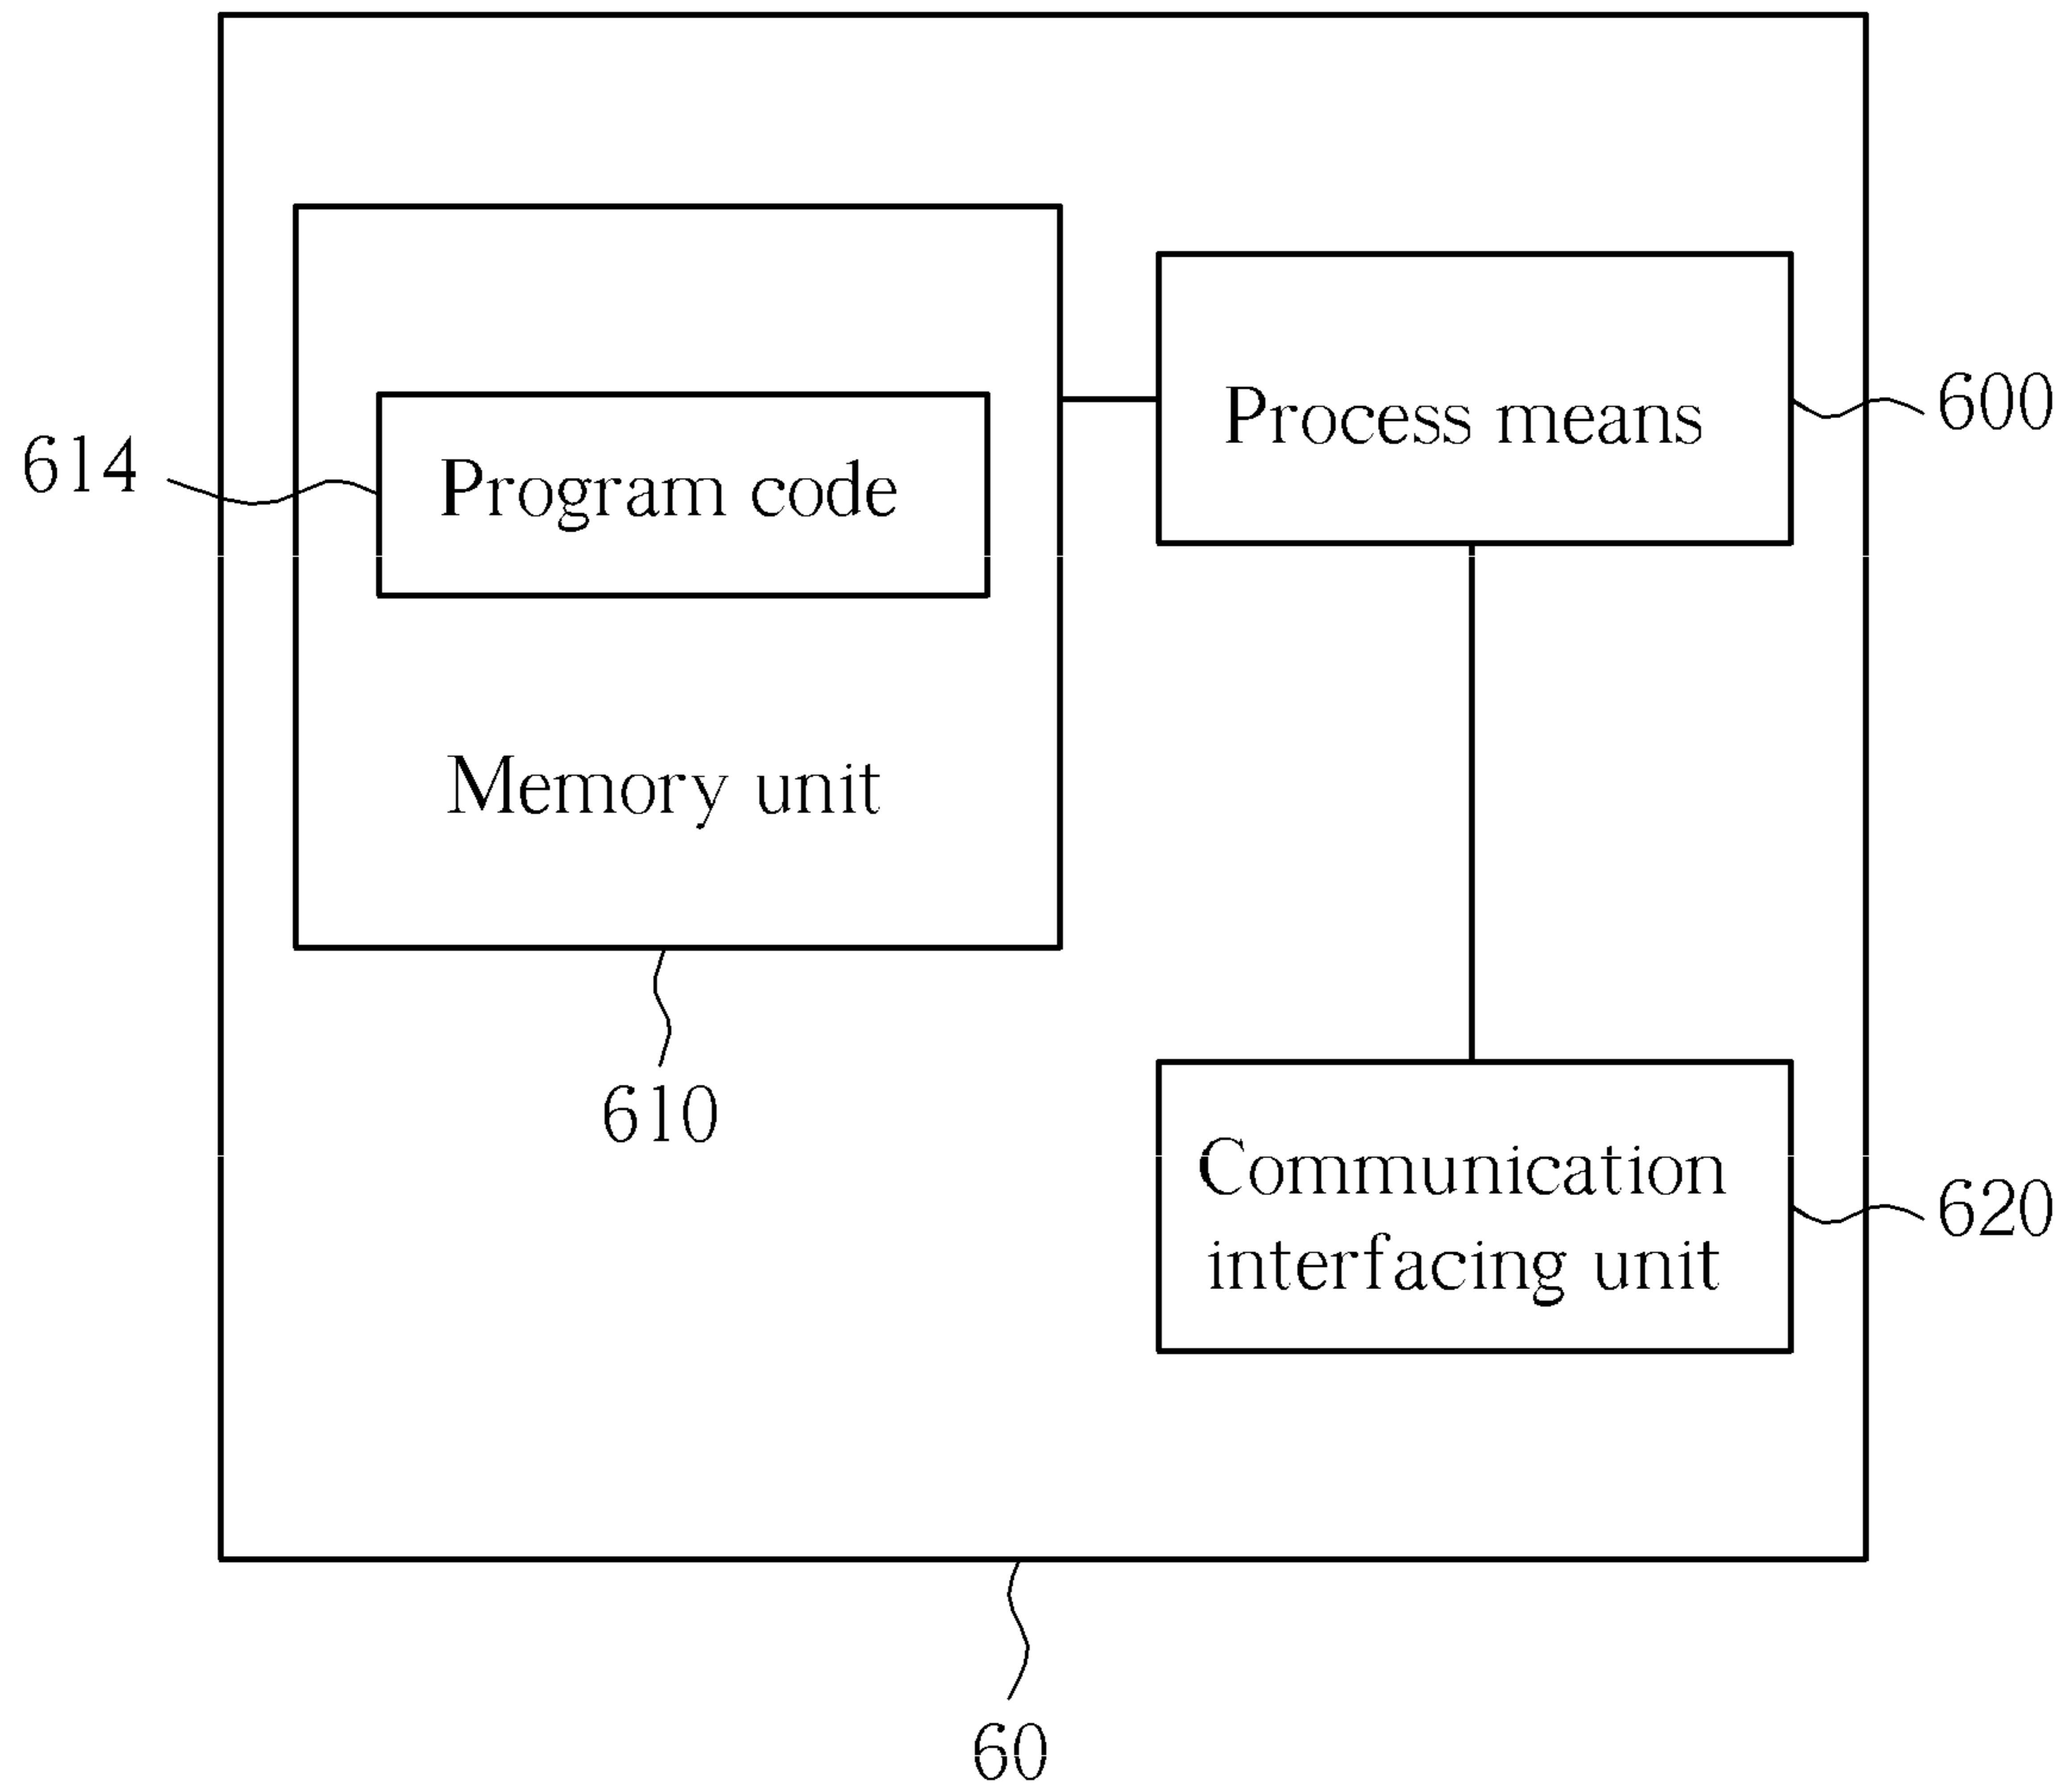 Process means
600
614
Program code
Memory unit
610
Communication
interfacing unit
620
60